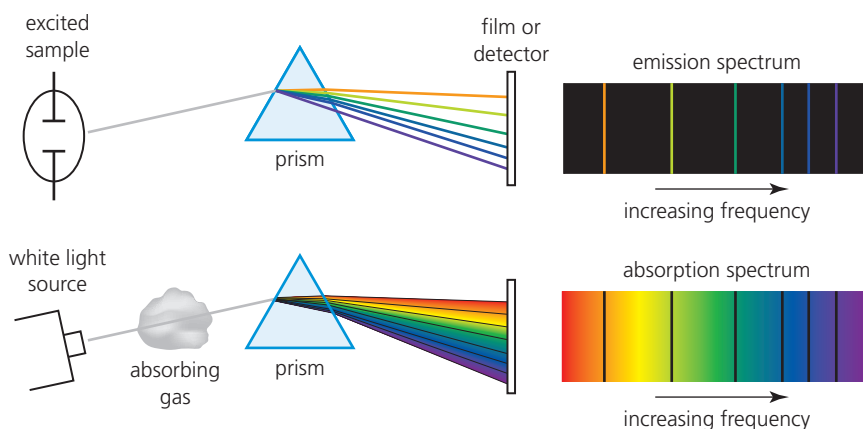 excited
sample
prism
film or
detector
emission spectrum
increasing frequency
white light
source
absorbing
gas
prism
absorption spectrum
increasing frequency